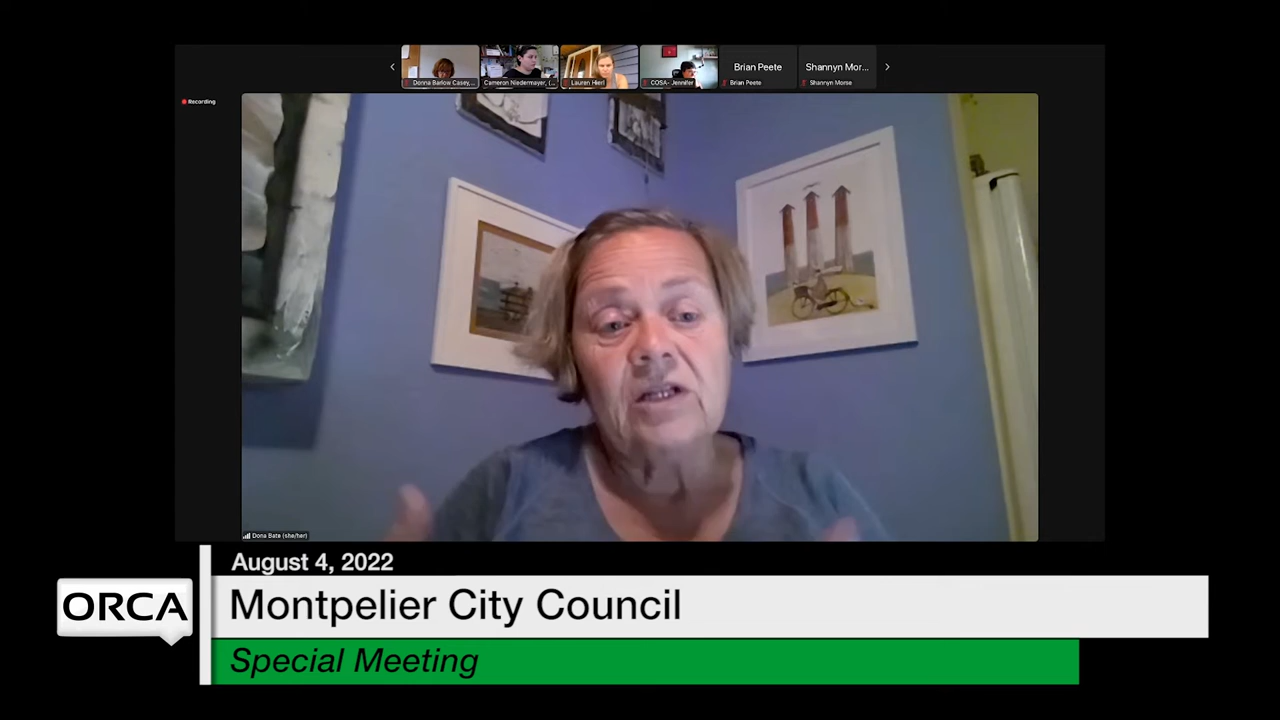 Brian Peete
Shannyn Mor...
Donna Barlow Casey,...
Cameron Niedermayer, (...
Lauren Hierl
COSA- Jennifer
Brian Peete
Shannyn Morse
Recording
Dona Bate (she/her)
August 4, 2022
ORCA
Montpelier City Council
Special Meeting